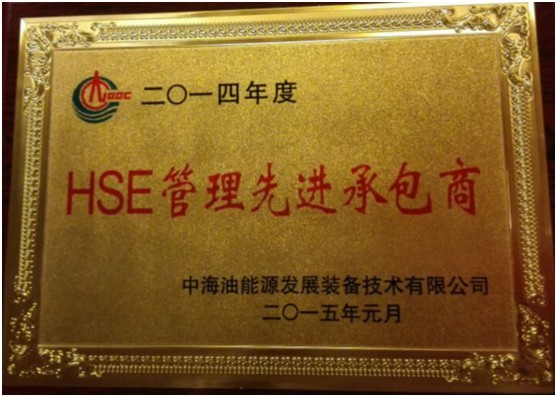 二〇一四年度
HSE管理先进承包商
中海油能源发展装备技术有限公司
二〇一五年元月